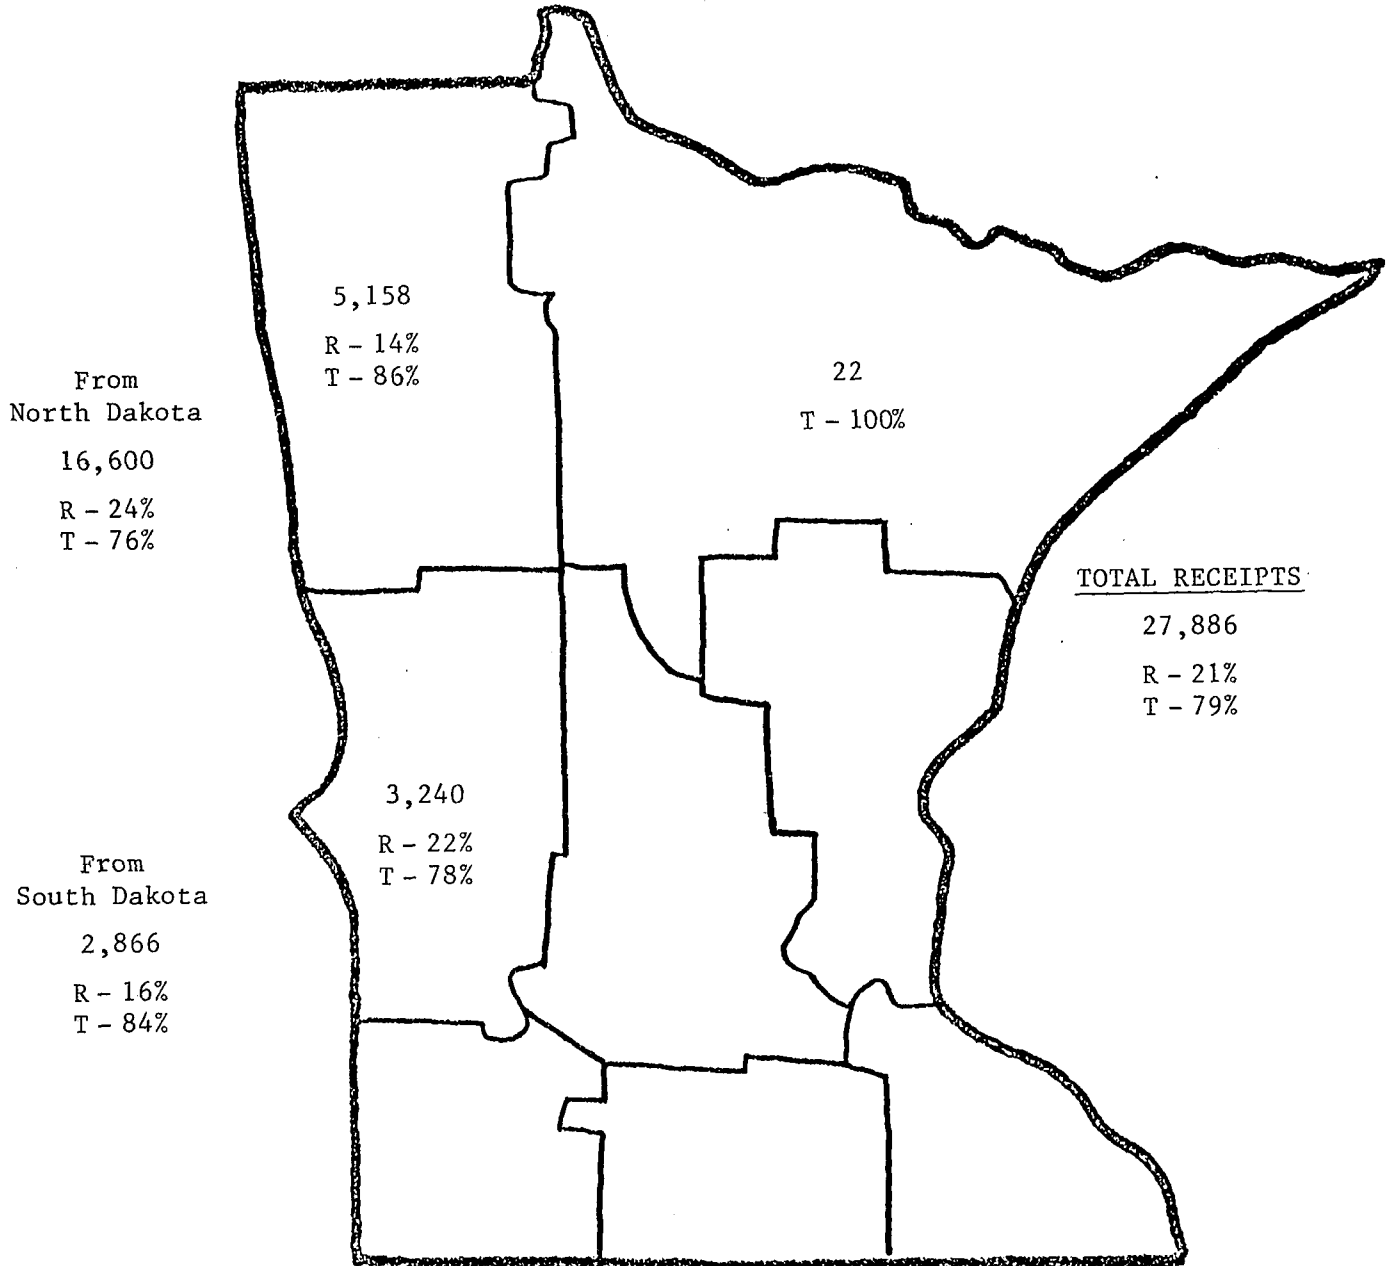 5,158
R - 14%
T - 86%
22
T - 100%
From
North Dakota
16,600
R - 24%
T - 76%
TOTAL RECEIPTS
27,886
R - 21%
T - 79%
3,240
R - 22%
T - 78%
From
South Dakota
2,866
R - 16%
T - 84%